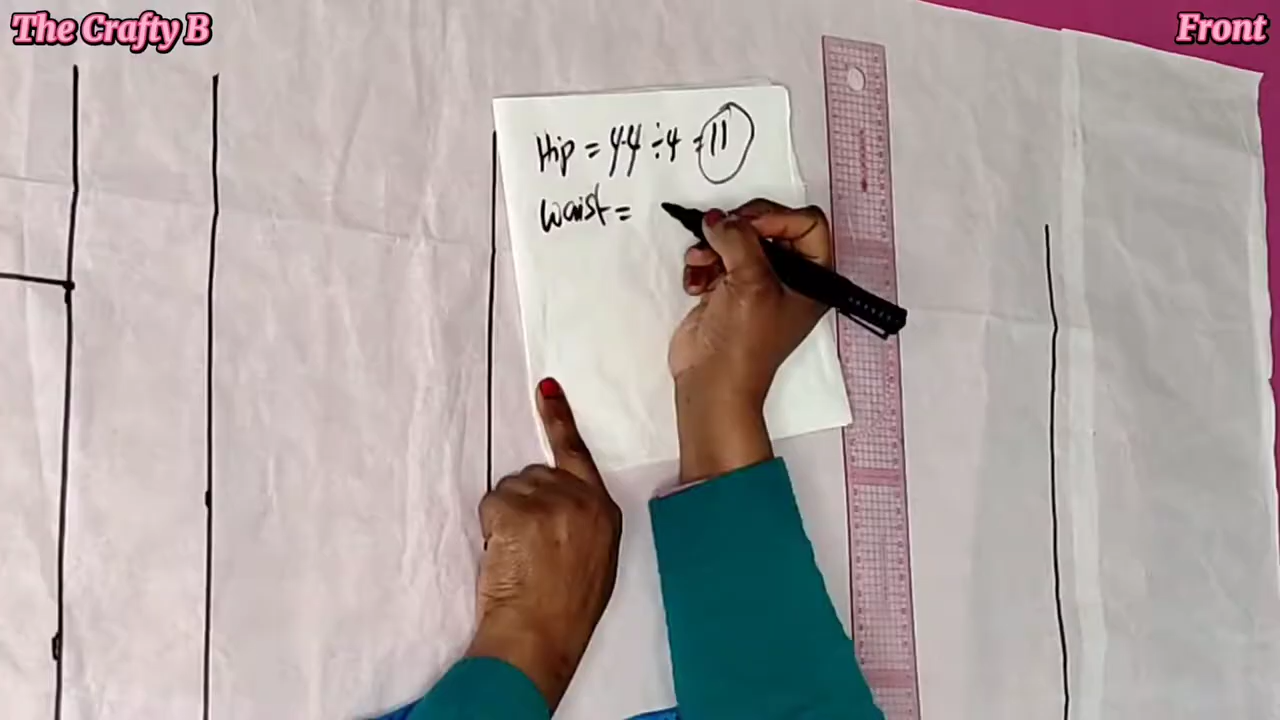 The Crafty B
Front
Hip = 44 ÷ 4 = 11
Waist =